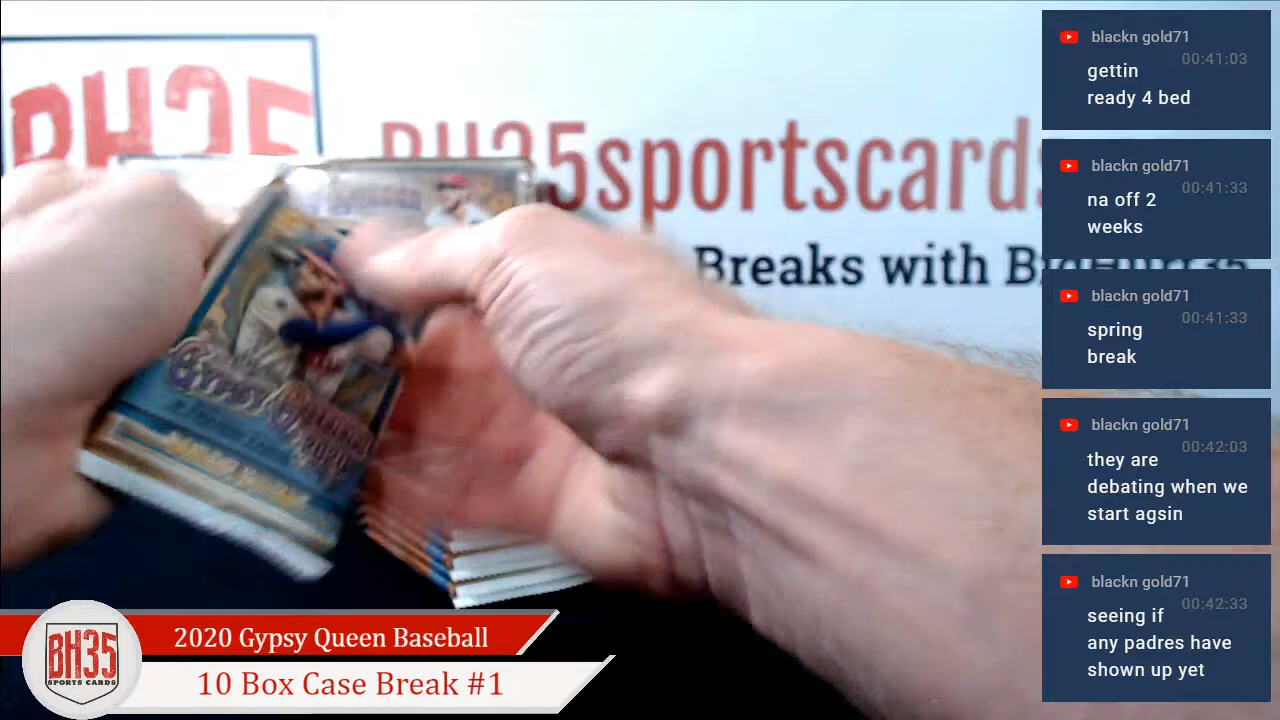 BH35
BH35sportscards
Breaks with
GYPSY QUEEN
2020 Gypsy Queen Baseball
10 Box Case Break #1
BH35
SPORTS CARDS
blackn gold71
00:41:03
gettin
ready 4 bed
blackn gold71
00:41:33
na off 2
weeks
blackn gold71
00:41:33
spring
break
blackn gold71
00:42:03
they are
debating when we
start agsin
blackn gold71
00:42:33
seeing if
any padres have
shown up yet